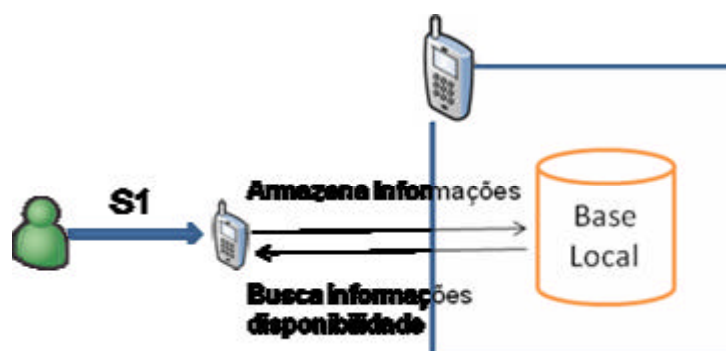 S1
Armazena informações
Base
Local
Busca informações
disponibilidade